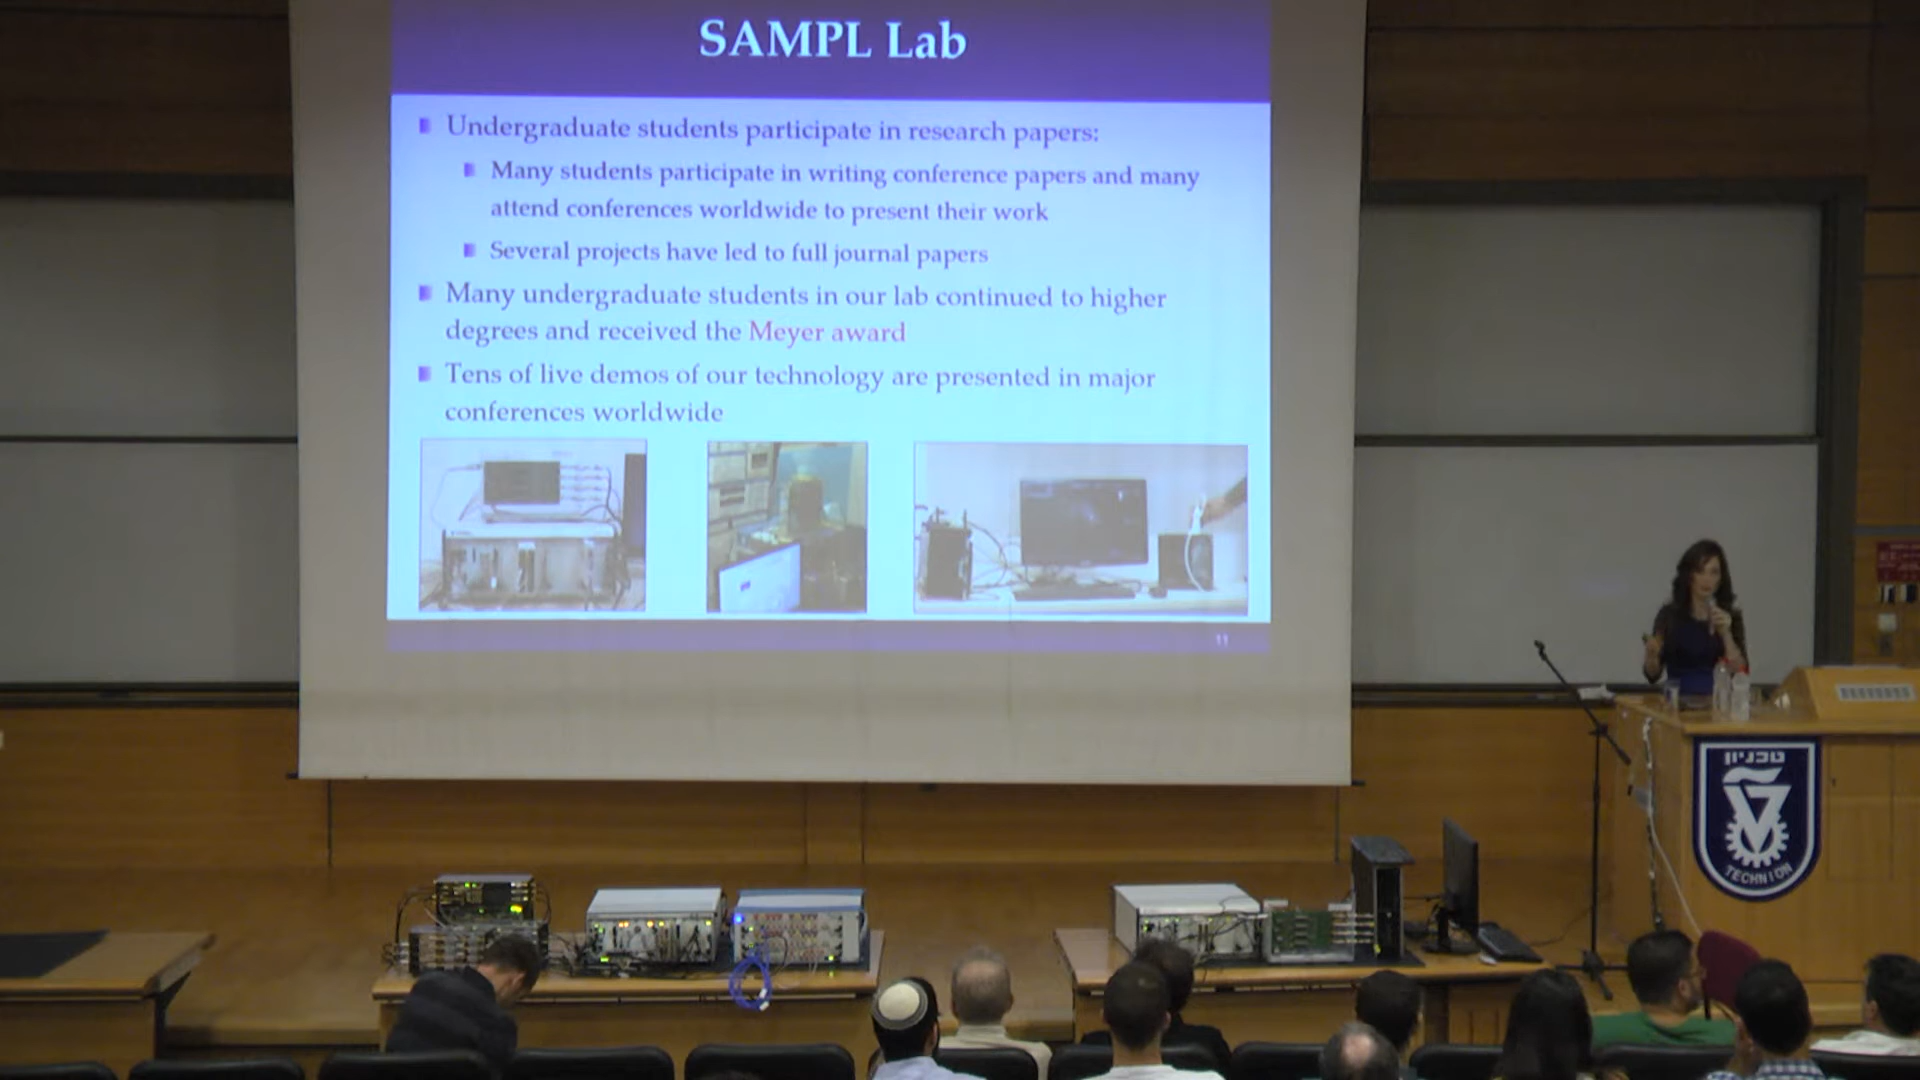 SAMPL Lab
Undergraduate students participate in research papers:
Many students participate in writing conference papers and many
attend conferences worldwide to present their work
Several projects have led to full journal papers
Many undergraduate students in our lab continued to higher
degrees and received the Meyer award
Tens of live demos of our technology are presented in major
conferences worldwide
11
טכניון
TECHNION